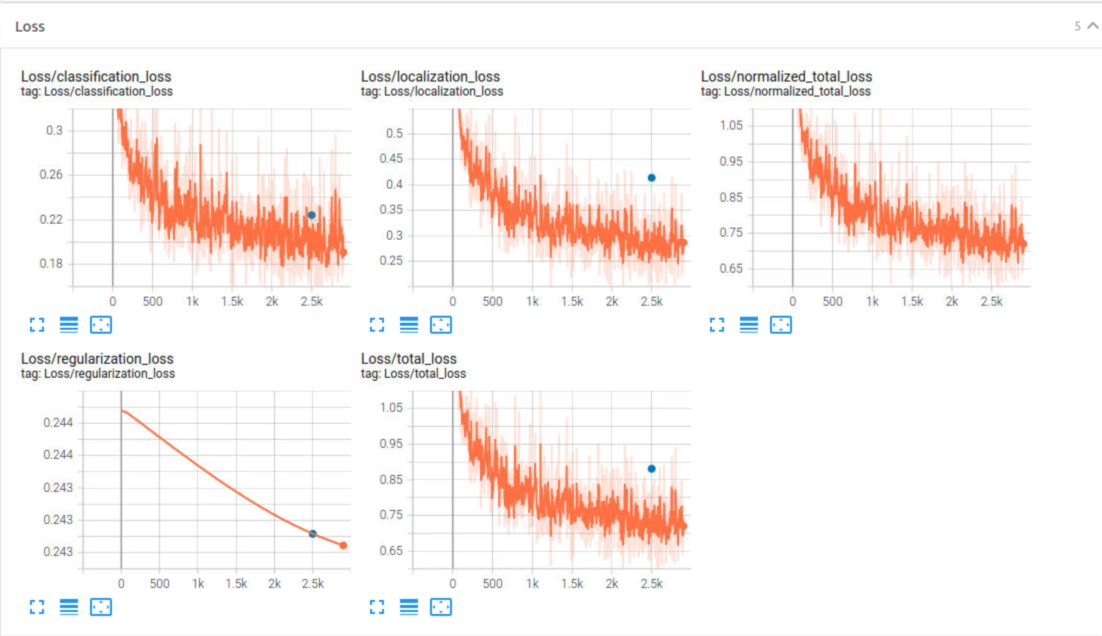 Loss 5
Loss/classification_loss
tag: Loss/classification_loss
0.3
0.26
0.22
0.18
0 500 1k 1.5k 2k 2.5k
Loss/localization_loss
tag: Loss/localization_loss
0.5
0.45
0.4
0.35
0.3
0.25
0 500 1k 1.5k 2k 2.5k
Loss/normalized_total_loss
tag: Loss/normalized_total_loss
1.05
0.95
0.85
0.75
0.65
0 500 1k 1.5k 2k 2.5k
Loss/regularization_loss
tag: Loss/regularization_loss
0.244
0.244
0.243
0.243
0.243
0 500 1k 1.5k 2k 2.5k
Loss/total_loss
tag: Loss/total_loss
1.05
0.95
0.85
0.75
0.65
0 500 1k 1.5k 2k 2.5k